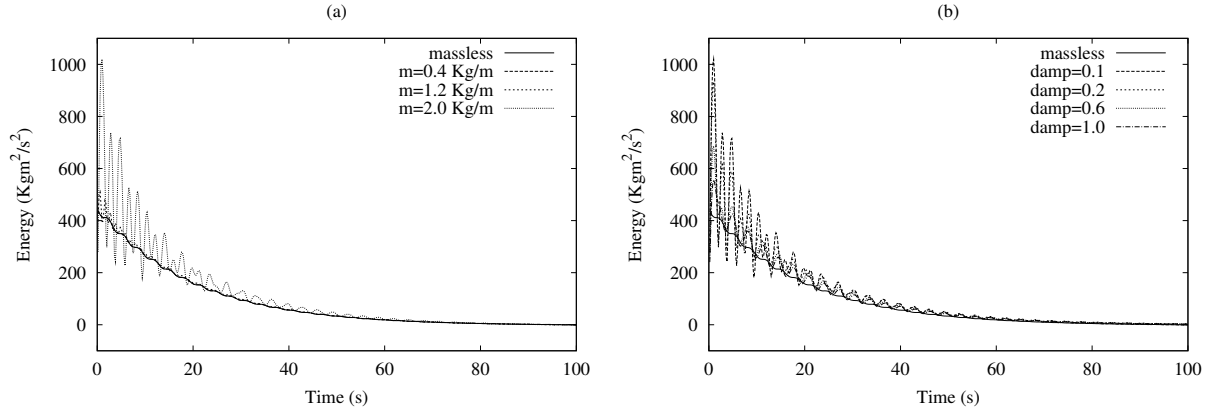 (a)
Energy (Kgm²/s²)
1000
800
600
400
200
0
massless
m=0.4 Kg/m
m=1.2 Kg/m
m=2.0 Kg/m
0 20 40 60 80 100
Time (s)
(b)
Energy (Kgm²/s²)
1000
800
600
400
200
0
massless
damp=0.1
damp=0.2
damp=0.6
damp=1.0
0 20 40 60 80 100
Time (s)